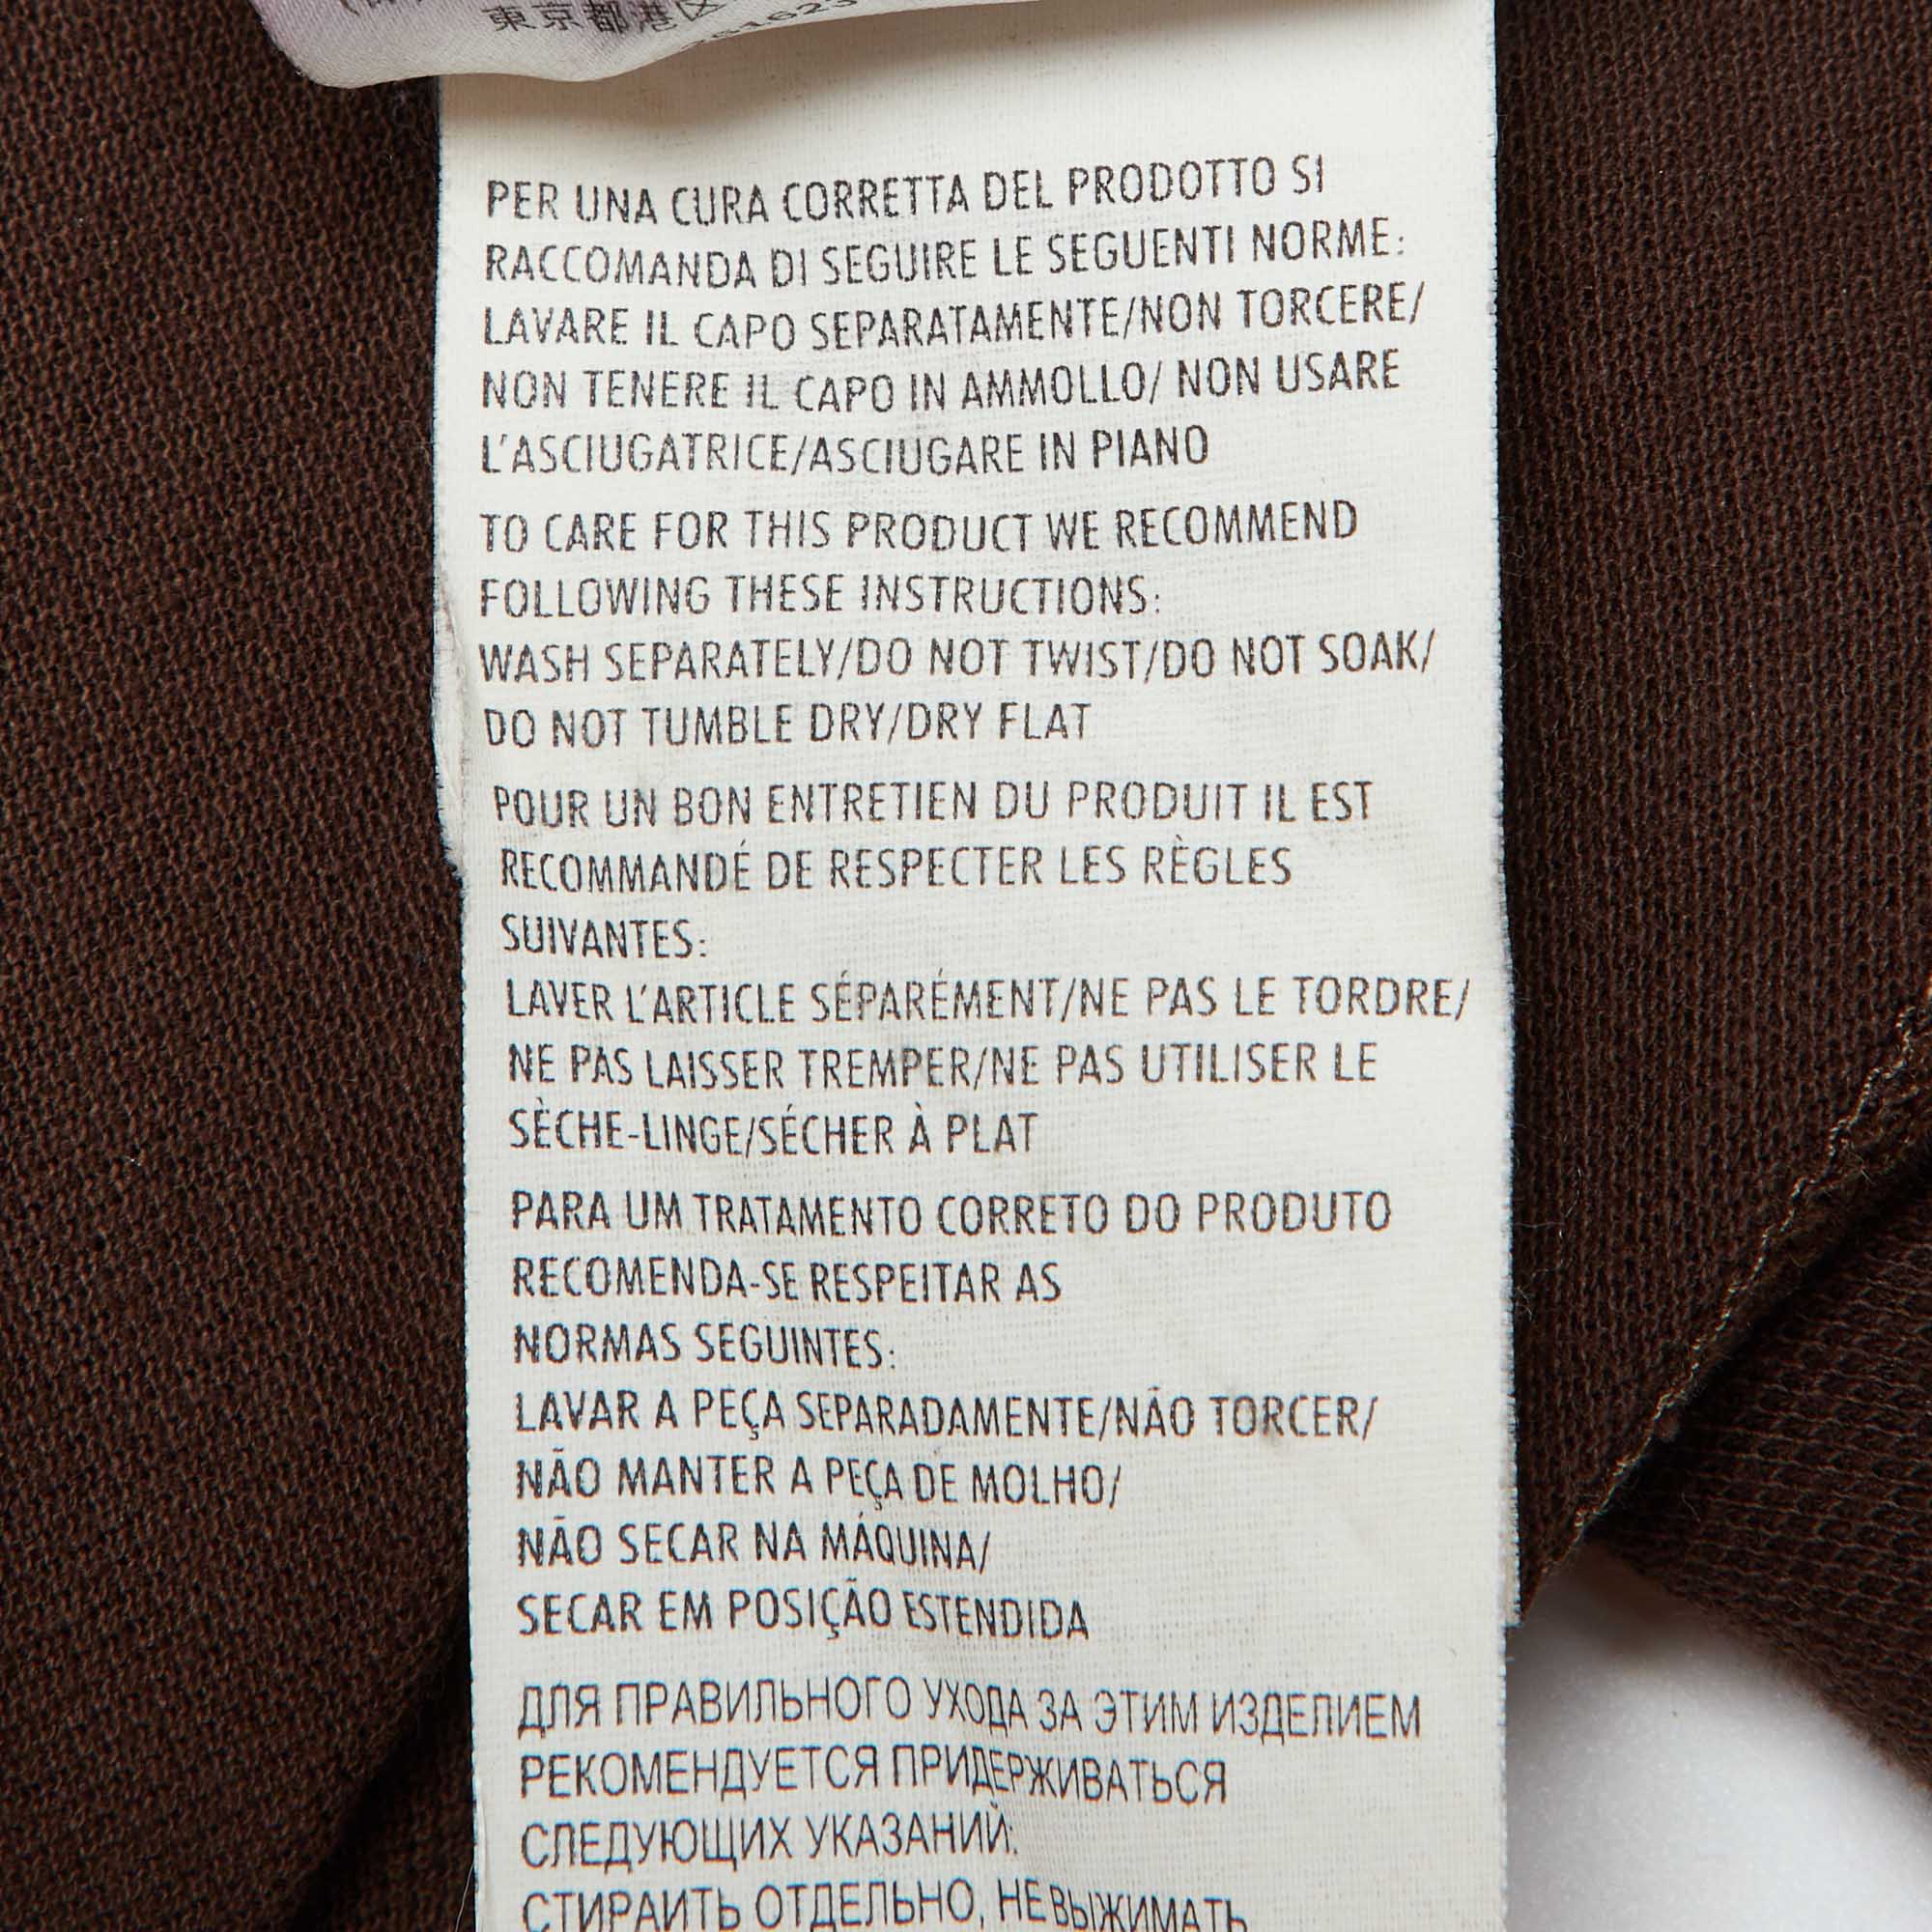 東京都港区
PER UNA CURA CORRETTA DEL PRODOTTO SI
RACCOMANDA DI SEGUIRE LE SEGUENTI NORME:
LAVARE IL CAPO SEPARATAMENTE/NON TORCERE/
NON TENERE IL CAPO IN AMMOLLO/ NON USARE
L'ASCIUGATRICE/ASCIUGARE IN PIANO
TO CARE FOR THIS PRODUCT WE RECOMMEND
FOLLOWING THESE INSTRUCTIONS:
WASH SEPARATELY/DO NOT TWIST/DO NOT SOAK/
DO NOT TUMBLE DRY/DRY FLAT
POUR UN BON ENTRETIEN DU PRODUIT IL EST
RECOMMANDÉ DE RESPECTER LES RÈGLES
SUIVANTES:
LAVER L'ARTICLE SÉPARÉMENT/NE PAS LE TORDRE/
NE PAS LAISSER TREMPER/NE PAS UTILISER LE
SÈCHE-LINGE/SÉCHER À PLAT
PARA UM TRATAMENTO CORRETO DO PRODUTO
RECOMENDA-SE RESPEITAR AS
NORMAS SEGUINTES:
LAVAR A PEÇA SEPARADAMENTE/NÃO TORCER/
NÃO MANTER A PEÇA DE MOLHO/
NÃO SECAR NA MÁQUINA/
SECAR EM POSIÇÃO ESTENDIDA
ДЛЯ ПРАВИЛЬНОГО УХОДА ЗА ЭТИМ ИЗДЕЛИЕМ
РЕКОМЕНДУЕТСЯ ПРИДЕРЖИВАТЬСЯ
СЛЕДУЮЩИХ УКАЗАНИЙ:
СТИРАИТЬ ОТДЕЛЬНО, НЕ ВЫЖИМАТЬ